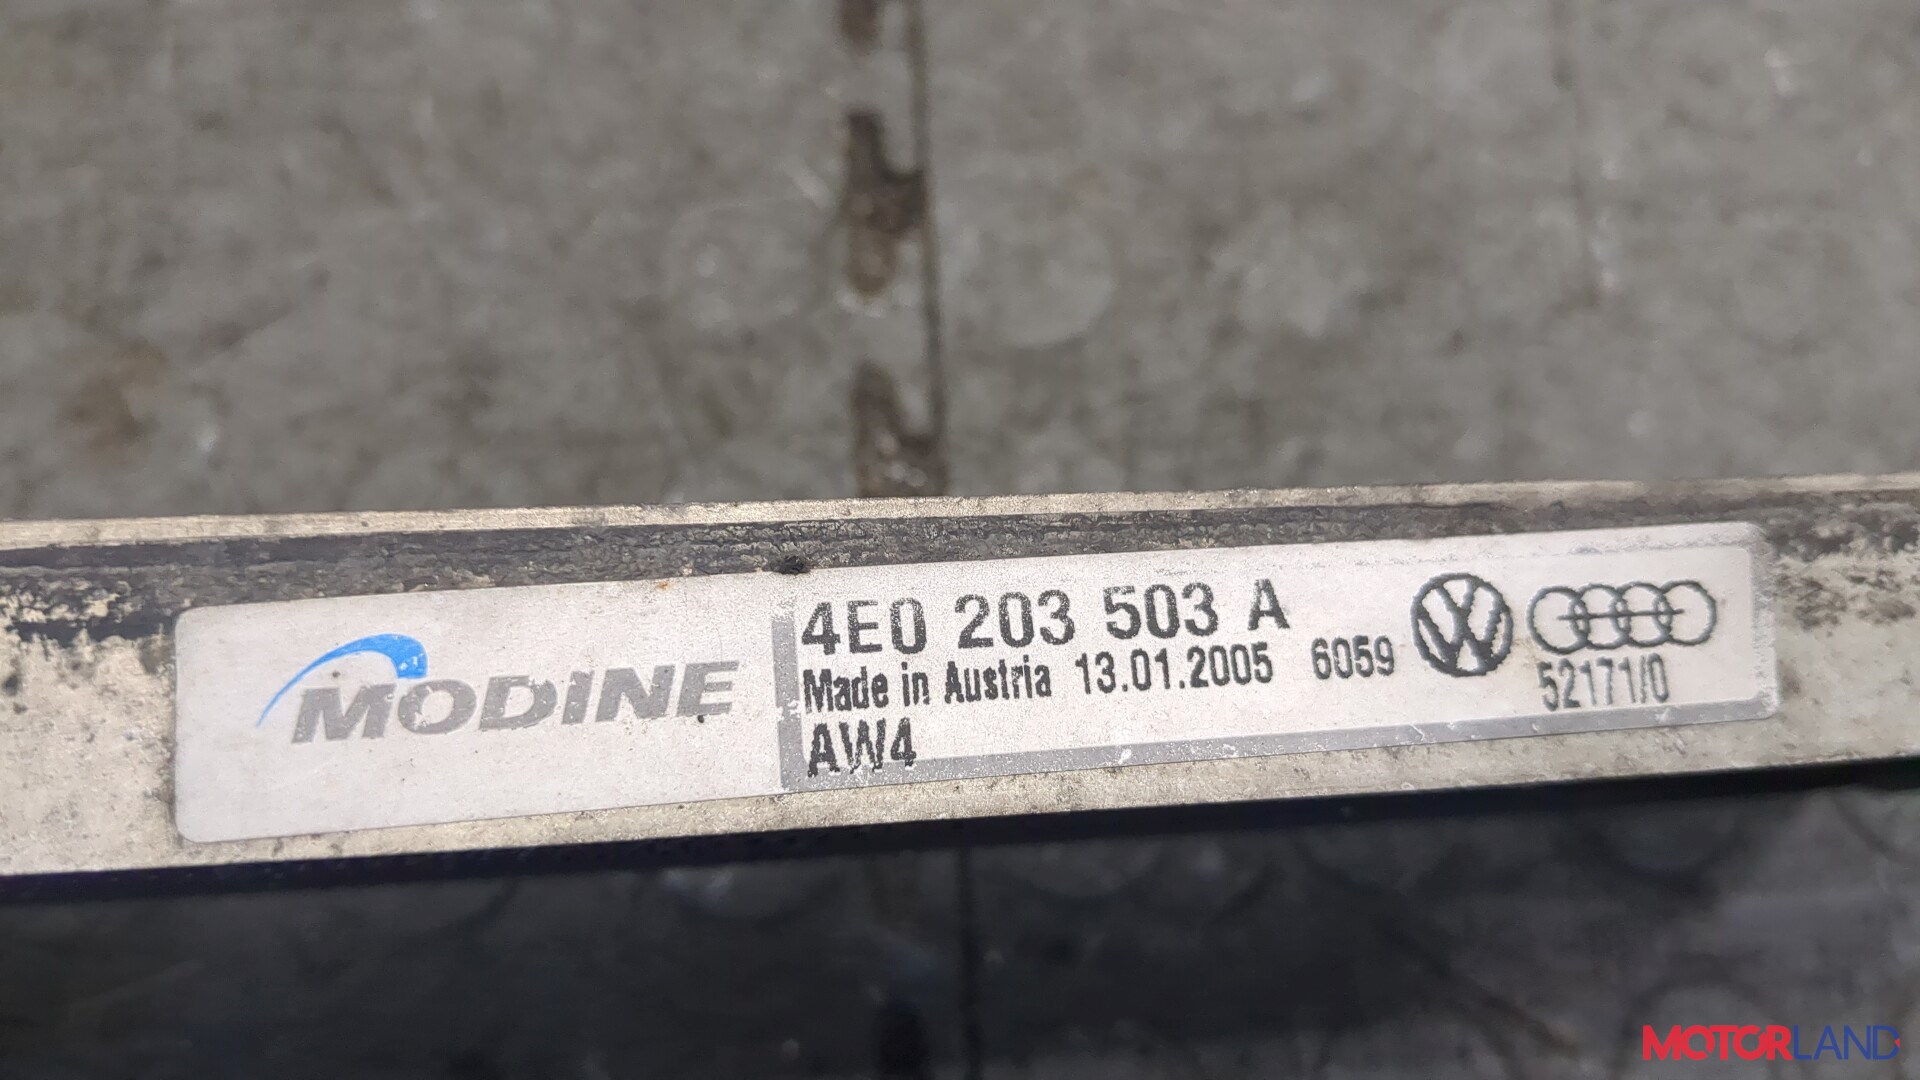 MODINE
4E0 203 503 A
Made in Austria 13.01.2005 6059
52171/0
AW4
MOTORLAND